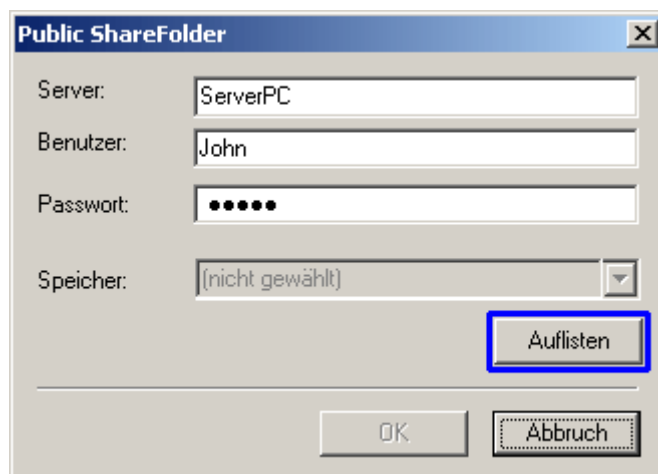 Public ShareFolder
Server: ServerPC
Benutzer: John
Passwort: ●●●●●
Speicher: (nicht gewählt)
Auflisten
OK Abbruch